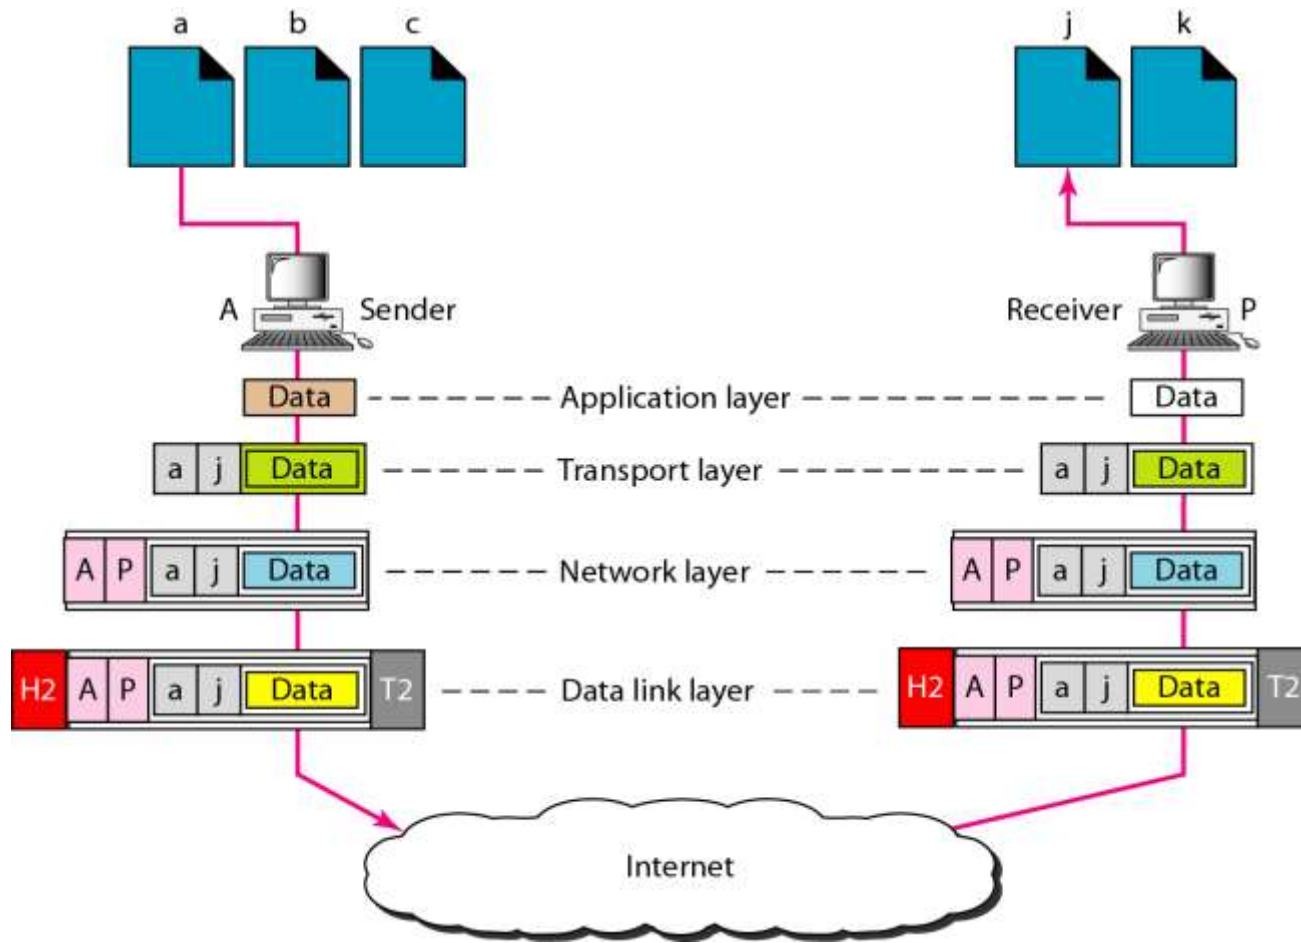 a b c j k
A Sender Receiver P
Data Application layer Data
a j Data Transport layer a j Data
A P a j Data Network layer A P a j Data
H2 A P a j Data T2 Data link layer H2 A P a j Data T2
Internet